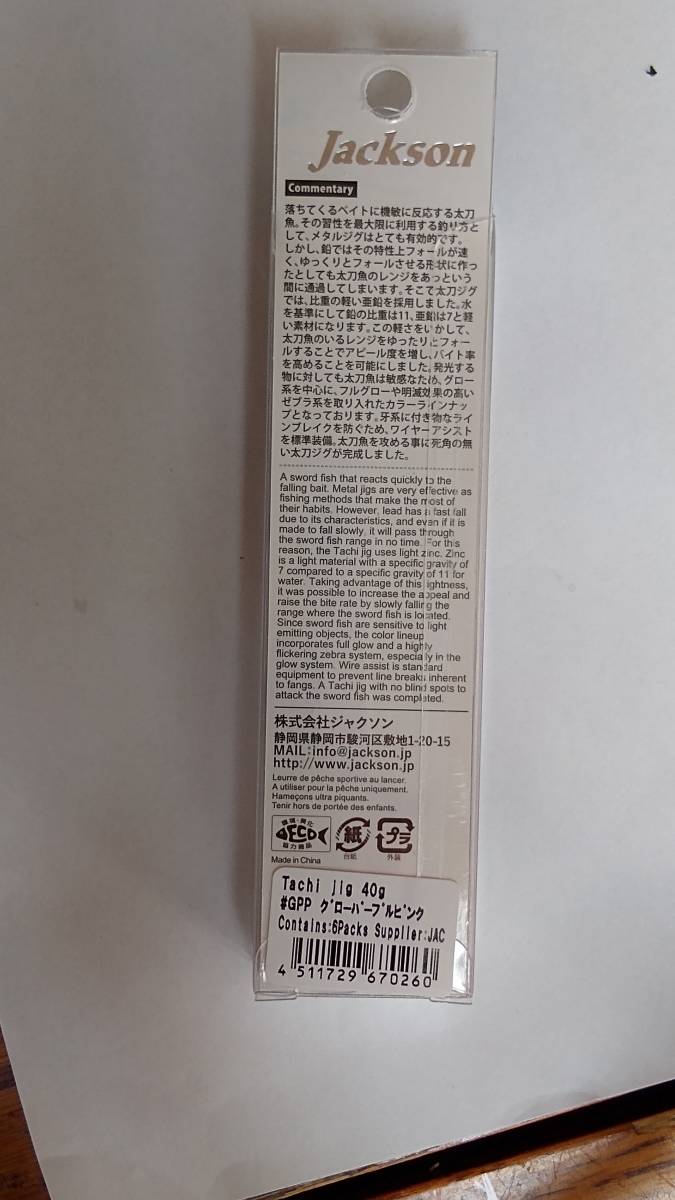 Jackson
Commentary
落ちてくるベイトに機敏に反応する太刀
魚。その習性を最大限に利用する釣り方と
して、メタルジグはとても有効的です。
しかし、鉛ではその特性上フォールが速
く、ゆっくりとフォールさせる形状に作っ
たとしても太刀魚のレンジをあっという
間に通過してしまいます。そこで太刀ジグ
では、比重の軽い亜鉛を採用しました。水
を基準にして鉛の比重は11、亜鉛は7と軽
い素材になります。この軽さをいかして、
太刀魚のいるレンジをゆったりとフォー
ルすることでアピール度を増し、バイト率
を高めることを可能にしました。発光する
物に対しても太刀魚は敏感なため、グロー
系を中心に、フルグローや明滅効果の高い
ゼブラ系を取り入れたカラーラインナッ
プとなっております。牙系に付き物なライ
ンブレイクを防ぐため、ワイヤーアシスト
を標準装備。太刀魚を攻める事に死角の無
い太刀ジグが完成しました。
A sword fish that reacts quickly to the
falling bait. Metal jigs are very effective as
fishing methods that make the most of
their habits. However, lead has a fast fall
due to its characteristics, and even if it is
made to fall slowly, it will pass through
the sword fish range in no time. For this
reason, the Tachi jig uses light zinc. Zinc
is a light material with a specific gravity of
7 compared to a specific gravity of 11 for
water. Taking advantage of this lightness,
it was possible to increase the appeal and
raise the bite rate by slowly falling the
range where the sword fish is located.
Since sword fish are sensitive to light
emitting objects, the color lineup
incorporates full glow and a highly
flickering zebra system, especially in the
glow system. Wire assist is standard
equipment to prevent line breaks inherent
to fangs. A Tachi jig with no blind spots to
attack the sword fish was completed.
株式会社ジャクソン
静岡県静岡市駿河区敷地1-20-15
MAIL:info@jackson.jp
http://www.jackson.jp
Leurre de pêche sportive au lancer.
A utiliser pour la pêche uniquement.
Hameçons ultra piquants.
Tenir hors de portée des enfants.
環境・美化
ECO
協力商品
紙
台紙
プラ
外装
Made in China
Tachi jig 40g
#GPP グローパープルピンク
Contains:6Packs Supplier:JAC
4 511729 670260